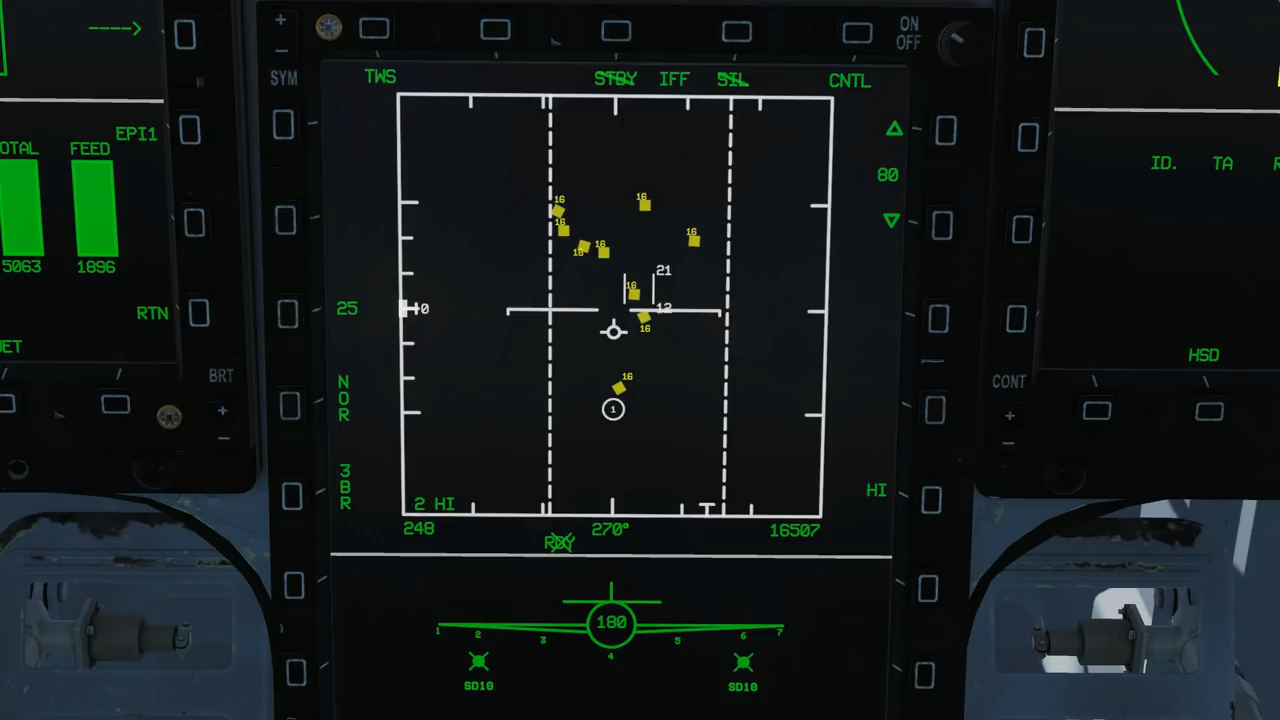 ON
OFF
SYM
TWS
STBY
IFF
SIL
CNTL
EPI1
OTAL
FEED
5063
1896
RTN
BRT
80
ID.
TA
HSD
CONT
25
0
16
16
16
16
16
16
16
16
16
21
12
1
NOR
3BR
2 HI
HI
248
270°
16507
RDY
180
1
2
3
4
5
6
7
SD10
SD10